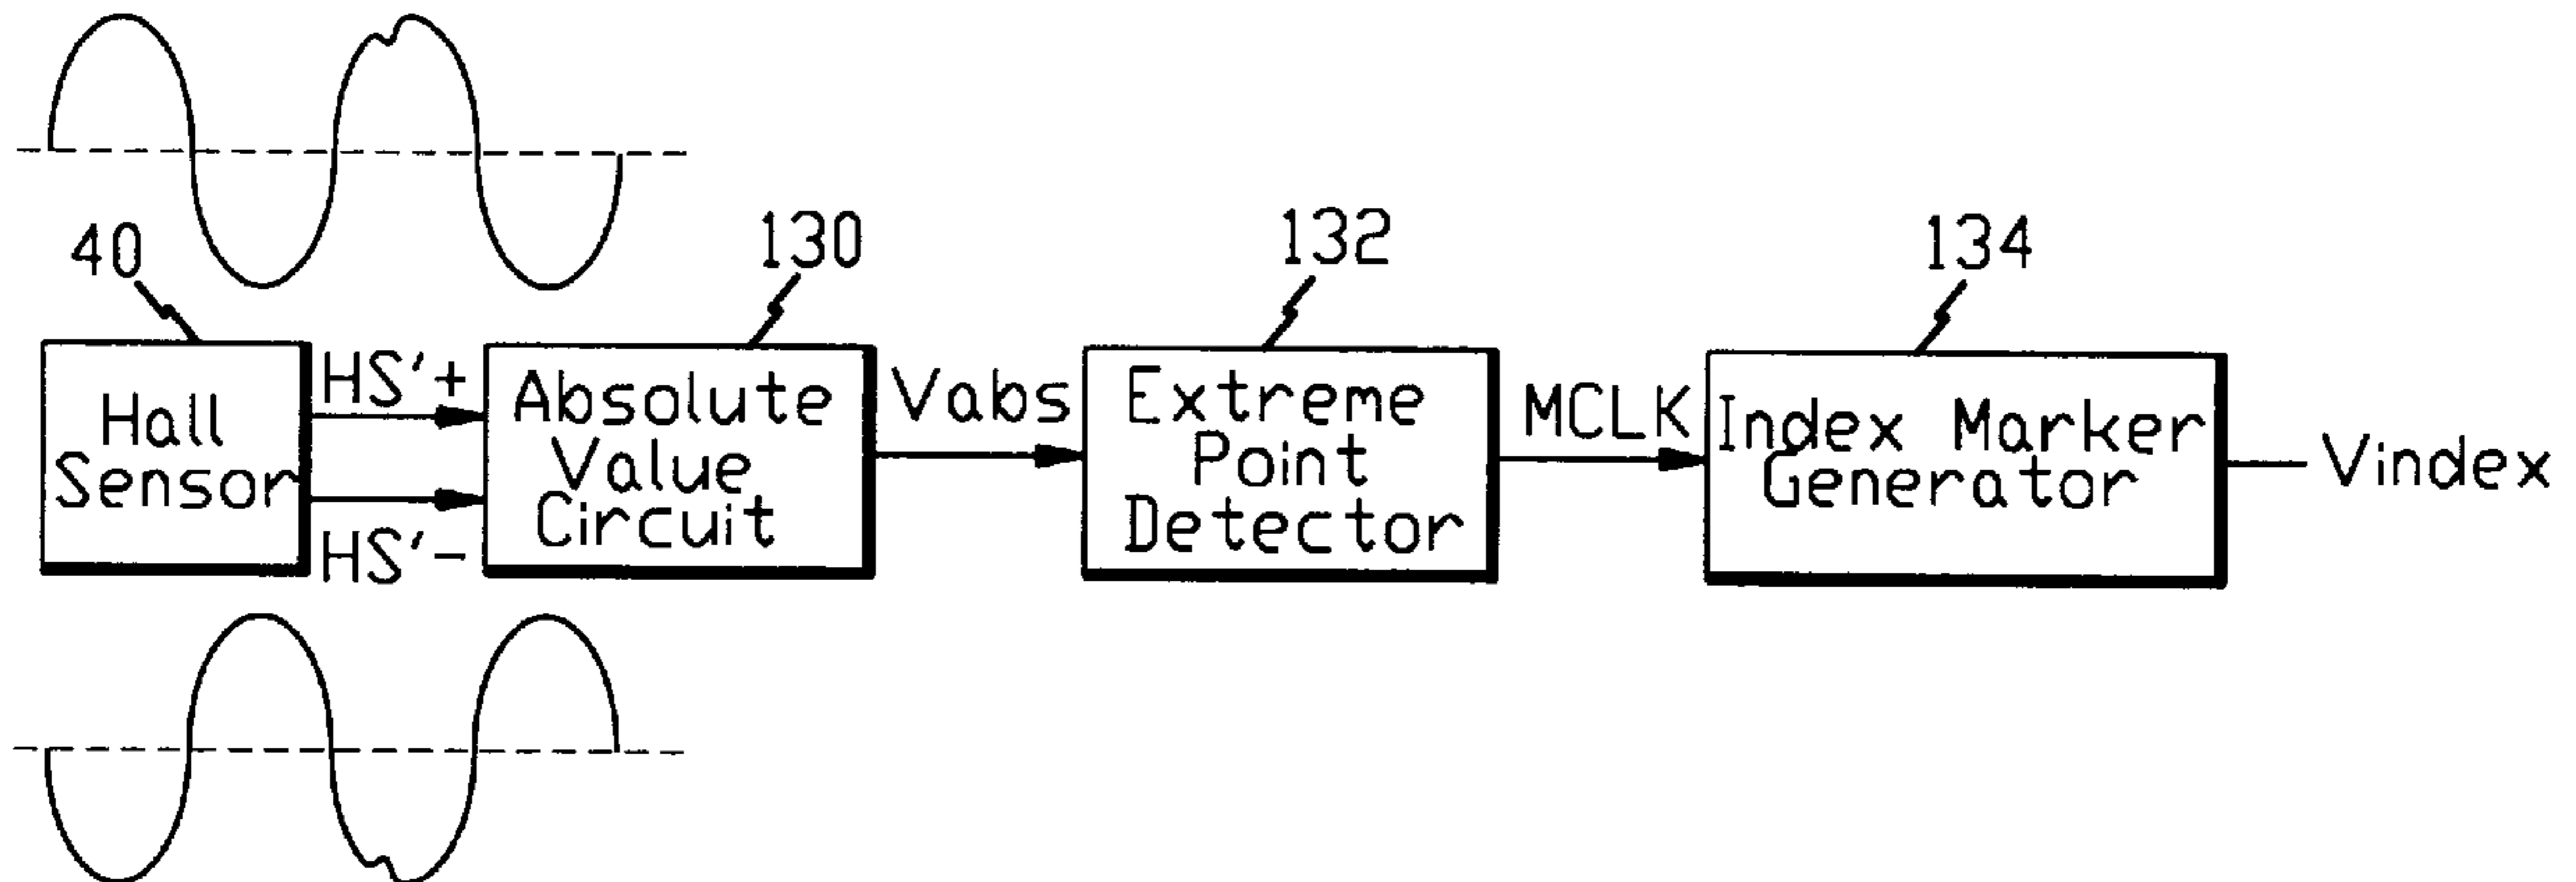 40
130
132
134
Hall
Sensor
HS'+
HS'-
Absolute
Value
Circuit
Vabs
Extreme
Point
Detector
MCLK
Index Marker
Generator
Vindex